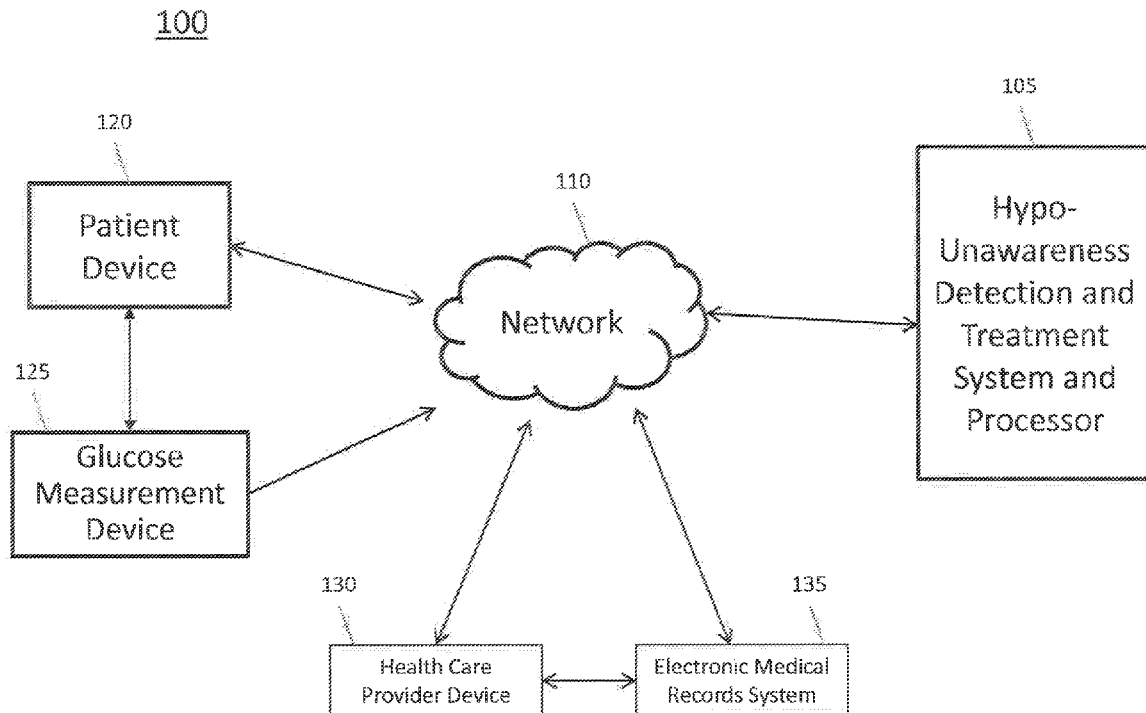 100
105
120
110
Patient
Device
Hypo-
Unawareness
Detection and
Treatment
System and
Processor
Network
125
Glucose
Measurement
Device
130
135
Health Care
Provider Device
Electronic Medical
Records System